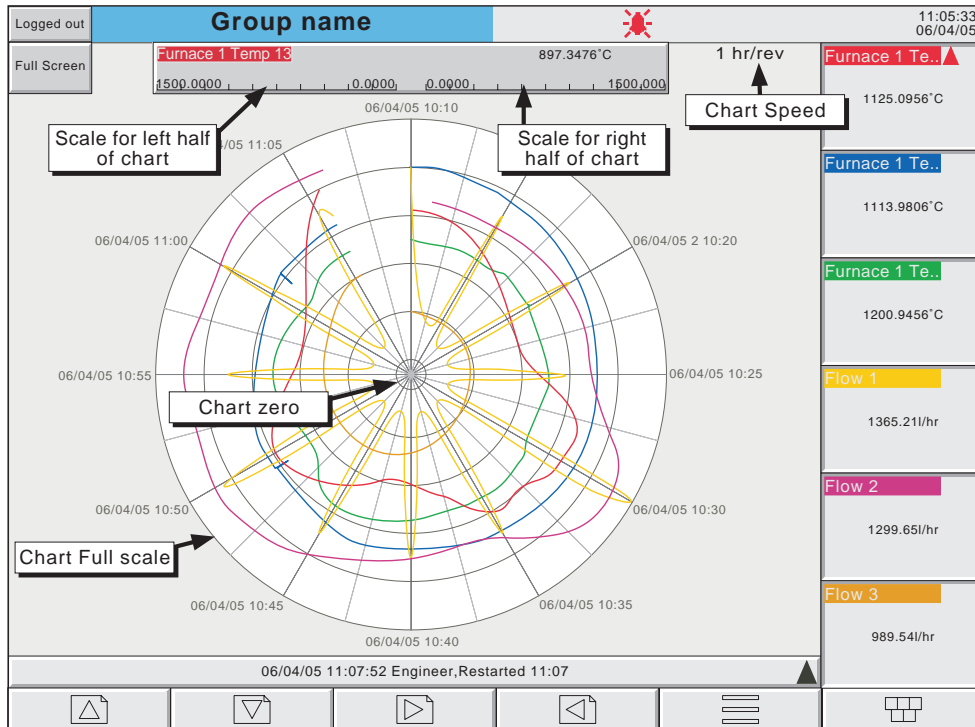 Logged out
Group name
11:05:33
06/04/05
Full Screen
Furnace 1 Temp 13
897.3476˚C
1500.0000
0.0000
0.0000
1500.000
1 hr/rev
Chart Speed
Scale for left half
of chart
Scale for right
half of chart
06/04/05 10:10
/05 11:05
06/04/05 11:00
06/04/05 2 10:20
06/04/05 10:55
06/04/05 10:25
Chart zero
06/04/05 10:50
06/04/05 10:30
Chart Full scale
06/04/05 10:45
06/04/05 10:35
06/04/05 10:40
Furnace 1 Te..
1125.0956˚C
Furnace 1 Te..
1113.9806˚C
Furnace 1 Te..
1200.9456˚C
Flow 1
1365.21l/hr
Flow 2
1299.65l/hr
Flow 3
989.54l/hr
06/04/05 11:07:52 Engineer,Restarted 11:07